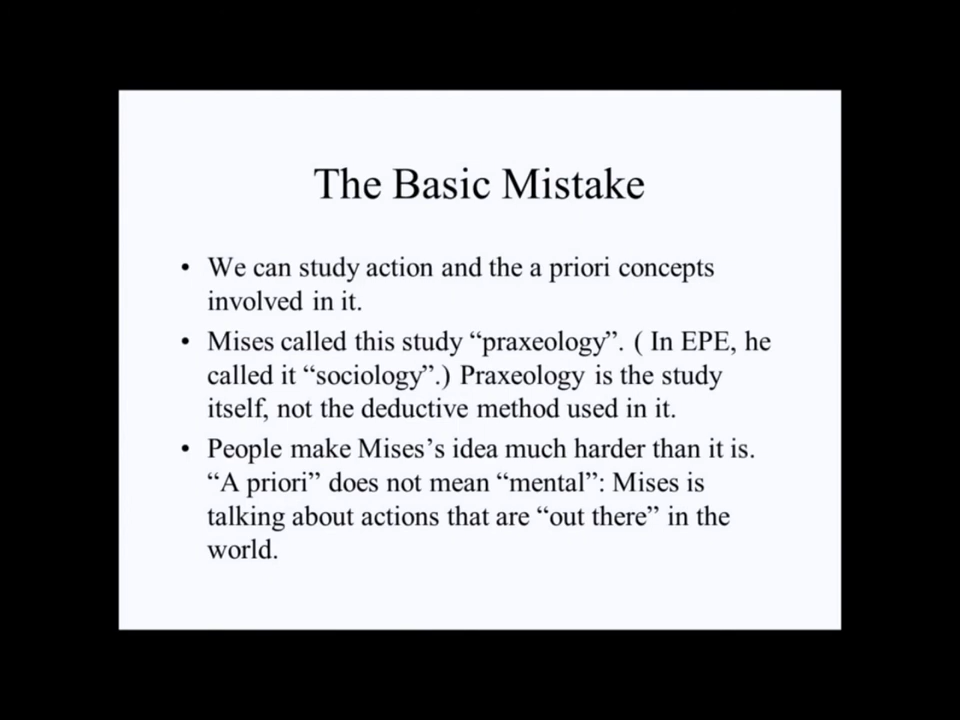 The Basic Mistake
• We can study action and the a priori concepts
involved in it.
• Mises called this study “praxeology”. ( In EPE, he
called it “sociology”.) Praxeology is the study
itself, not the deductive method used in it.
• People make Mises’s idea much harder than it is.
“A priori” does not mean “mental”: Mises is
talking about actions that are “out there” in the
world.